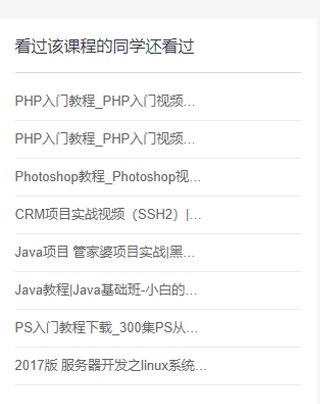 看过该课程的同学还看过
PHP入门教程_PHP入门视频...
PHP入门教程_PHP入门视频...
Photoshop教程_Photoshop视...
CRM项目实战视频（SSH2）|...
Java项目 管家婆项目实战|黑...
Java教程|Java基础班-小白的...
PS入门教程下载_300集PS从...
2017版 服务器开发之linux系统...